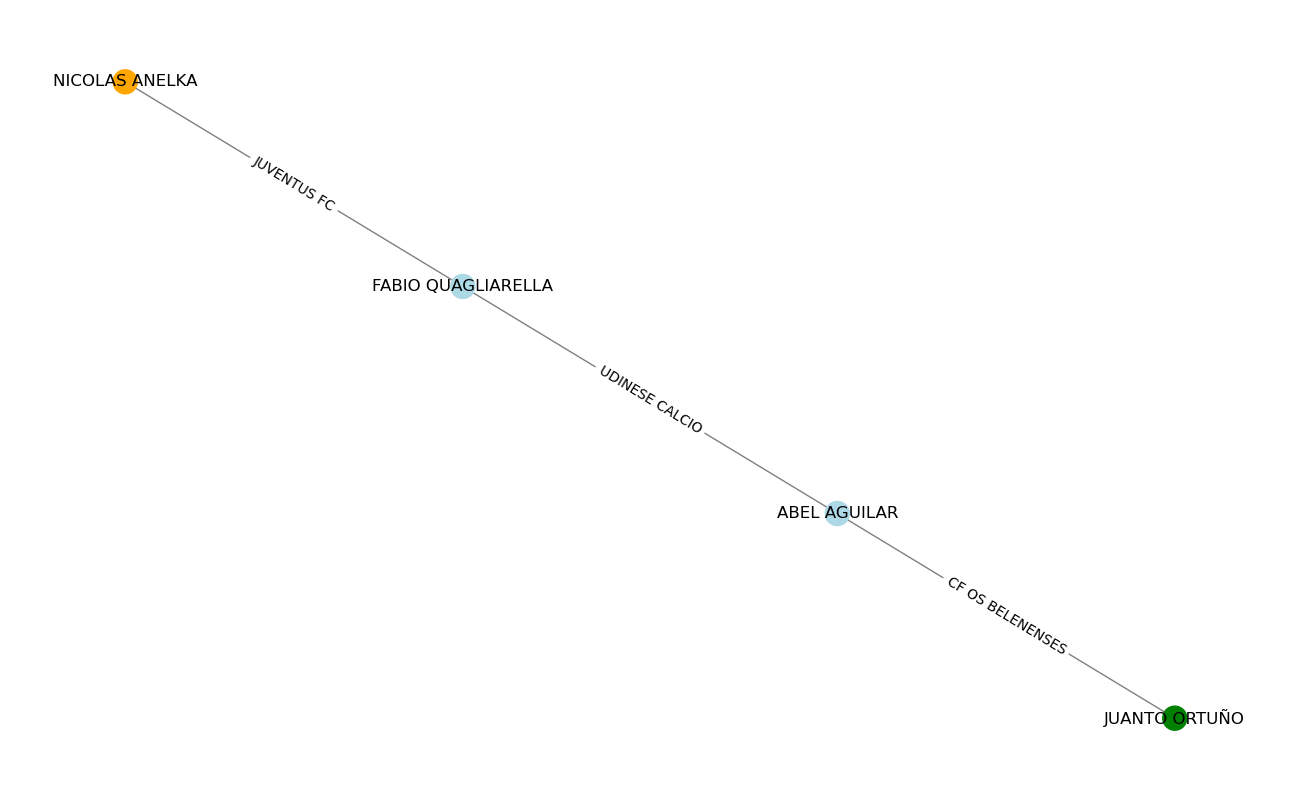 NICOLAS ANELKA
JUVENTUS FC
FABIO QUAGLIARELLA
UDINESE CALCIO
ABEL AGUILAR
CF OS BELENENSES
JUANTO ORTUÑO